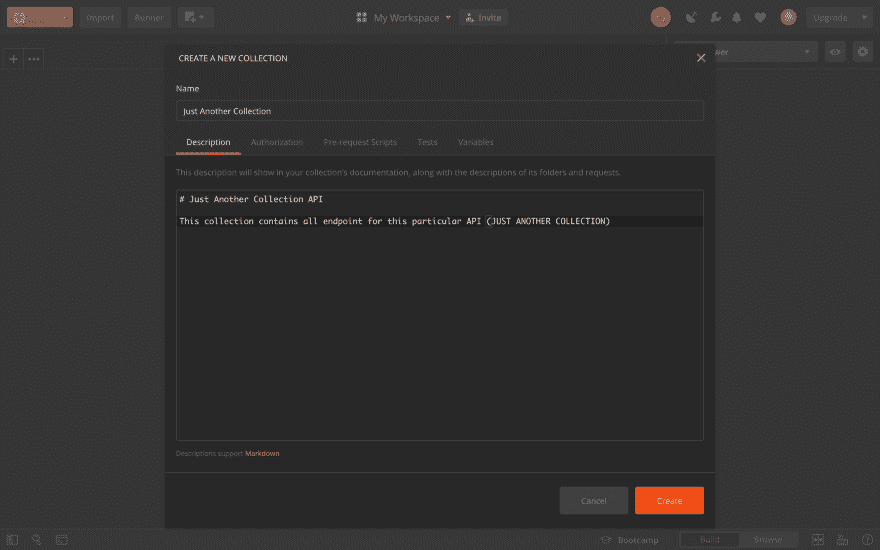 Import
Runner
My Workspace
Invite
Upgrade
CREATE A NEW COLLECTION
Name
Just Another Collection
Description Authorization Pre-request Scripts Tests Variables
This description will show in your collection's documentation, along with the descriptions of its folders and requests.
# Just Another Collection API
This collection contains all endpoint for this particular API (JUST ANOTHER COLLECTION)
Descriptions support Markdown
Cancel
Create
Bootcamp
Build
Browse